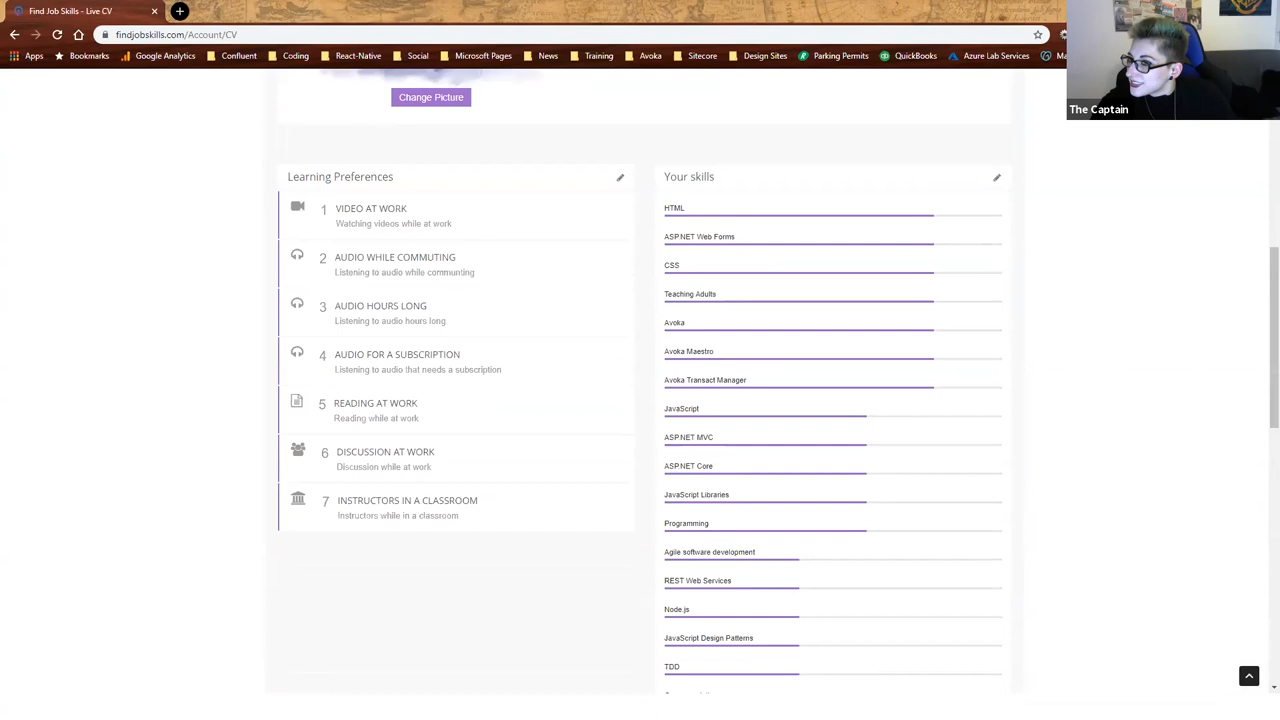 Find Job Skills - Live CV
findjobskills.com/Account/CV
Apps Bookmarks Google Analytics Confluent Coding React-Native Social Microsoft Pages News Training Avoka Sitecore Design Sites Parking Permits QuickBooks Azure Lab Services
The Captain
Change Picture
Learning Preferences
1 VIDEO AT WORK
Watching videos while at work
2 AUDIO WHILE COMMUTING
Listening to audio while communting
3 AUDIO HOURS LONG
Listening to audio hours long
4 AUDIO FOR A SUBSCRIPTION
Listening to audio that needs a subscription
5 READING AT WORK
Reading while at work
6 DISCUSSION AT WORK
Discussion while at work
7 INSTRUCTORS IN A CLASSROOM
Instructors while in a classroom
Your skills
HTML
ASP.NET Web Forms
CSS
Teaching Adults
Avoka
Avoka Maestro
Avoka Transact Manager
JavaScript
ASP.NET MVC
ASP.NET Core
JavaScript Libraries
Programming
Agile software development
REST Web Services
Node.js
JavaScript Design Patterns
TDD